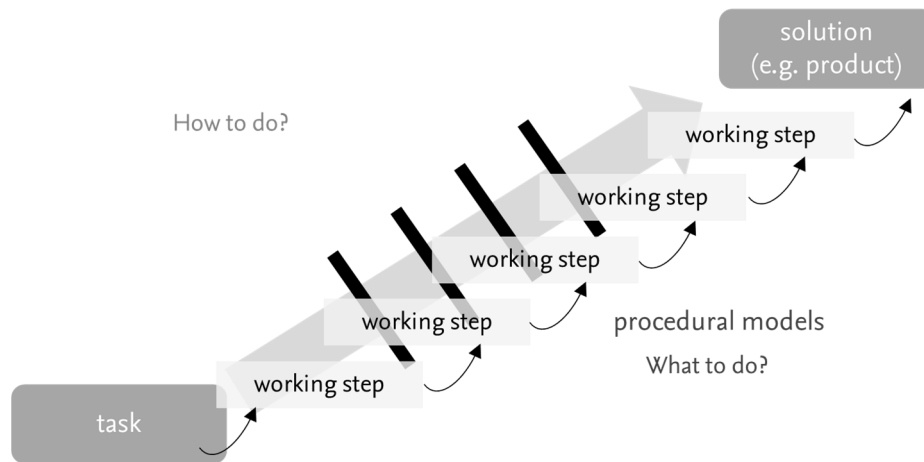 solution
(e.g. product)
How to do?
working step
working step
working step
working step
working step
procedural models
What to do?
task